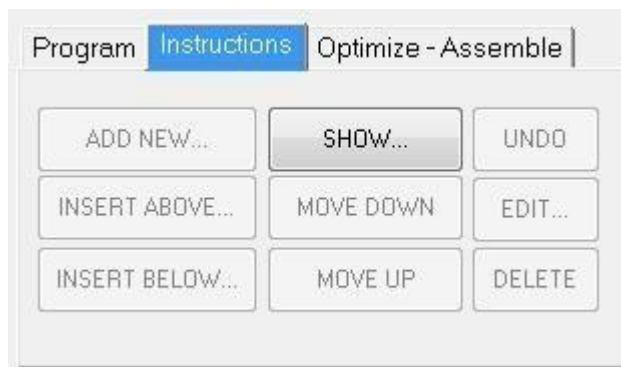 Program Instructions Optimize - Assemble
ADD NEW... SHOW... UNDO
INSERT ABOVE... MOVE DOWN EDIT...
INSERT BELOW... MOVE UP DELETE